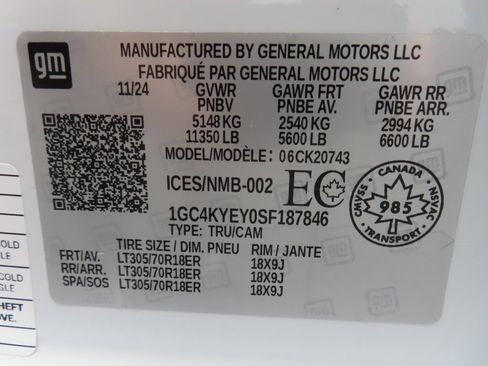 gm
MANUFACTURED BY GENERAL MOTORS LLC
FABRIQUÉ PAR GENERAL MOTORS LLC
11/24 GVWR GAWR FRT GAWR RR
PNBV PNBE AV. PNBE ARR.
5148 KG 2540 KG 2994 KG
11350 LB 5600 LB 6600 LB
MODEL/MODÈLE: 06CK20743
ICES/NMB-002 EC
1GC4KYEY0SF187846
TYPE: TRU/CAM
CANADA
985
TRANSPORT
TIRE SIZE / DIM. PNEU RIM / JANTE
FRT/AV. LT305/70R18ER 18X9J
RR/ARR. LT305/70R18ER 18X9J
SPA/SOS LT305/70R18ER 18X9J
COLD
COLD
HEFT